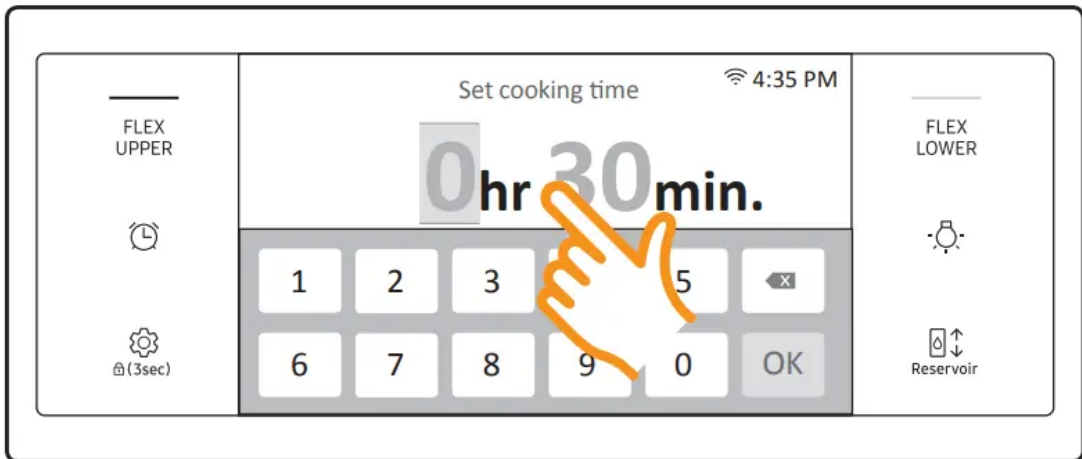 FLEX
UPPER
(3sec)
Set cooking time
4:35 PM
0hr 30min.
1 2 3 5 x
6 7 8 9 0 OK
FLEX
LOWER
Reservoir